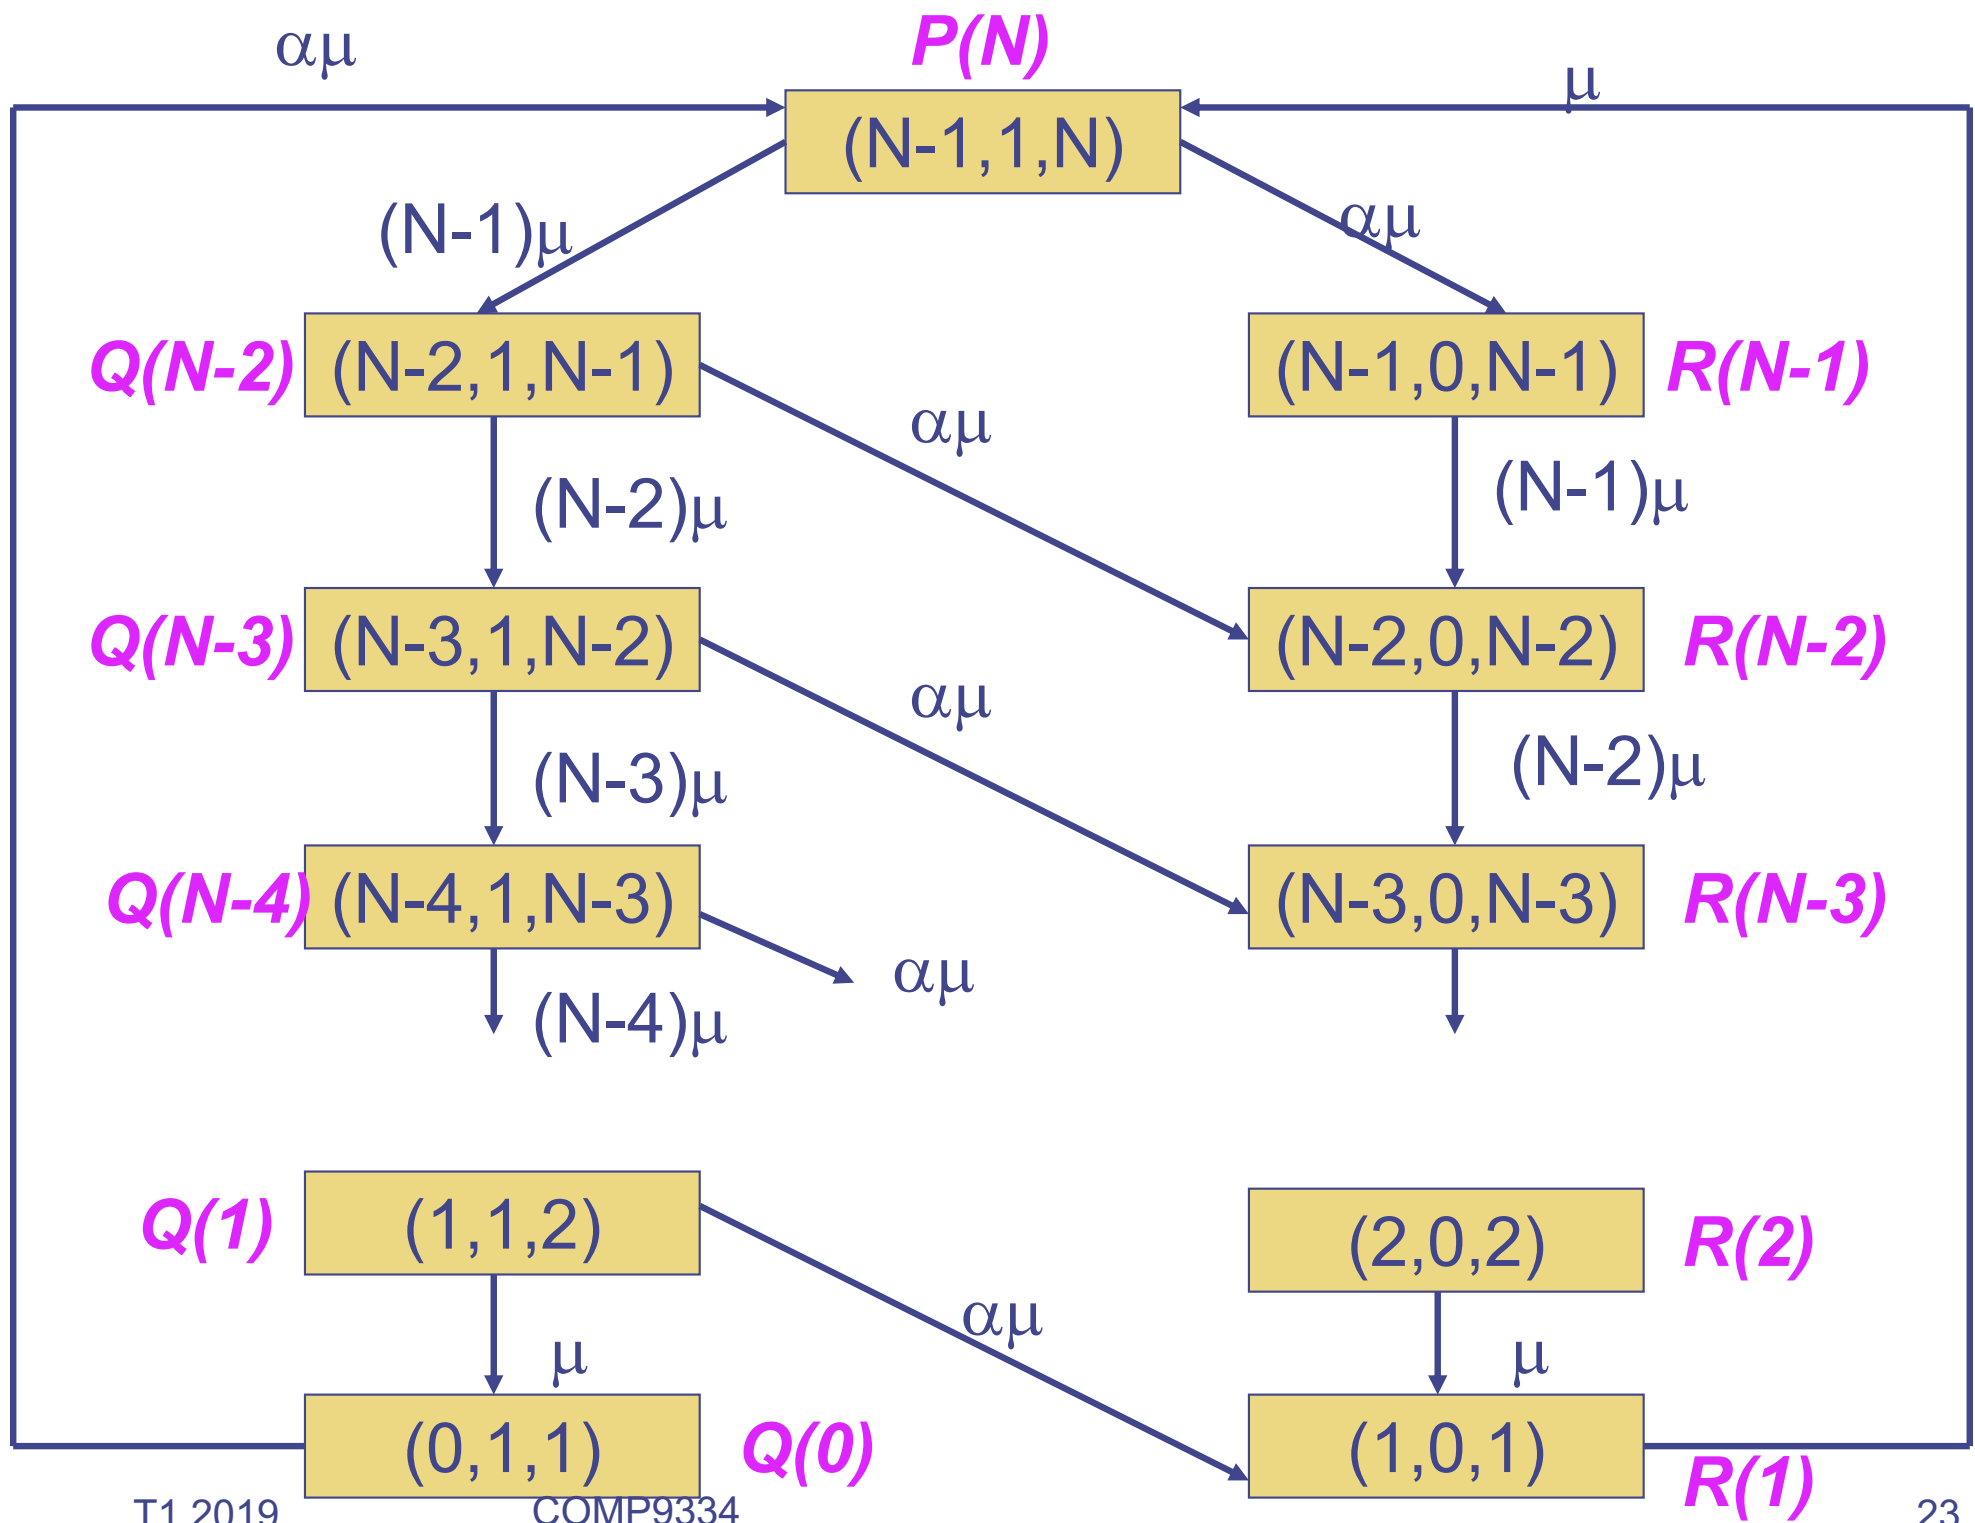 P(N)
αμ
μ
(N-1,1,N)
(N-1)μ
αμ
Q(N-2) (N-2,1,N-1)
(N-1,0,N-1) R(N-1)
αμ
(N-2)μ
(N-1)μ
Q(N-3) (N-3,1,N-2)
(N-2,0,N-2) R(N-2)
αμ
(N-3)μ
(N-2)μ
Q(N-4) (N-4,1,N-3)
(N-3,0,N-3) R(N-3)
αμ
(N-4)μ
Q(1) (1,1,2)
(2,0,2) R(2)
αμ
μ
μ
(0,1,1) Q(0)
(1,0,1) R(1)
T1 2019 COMP9334 23